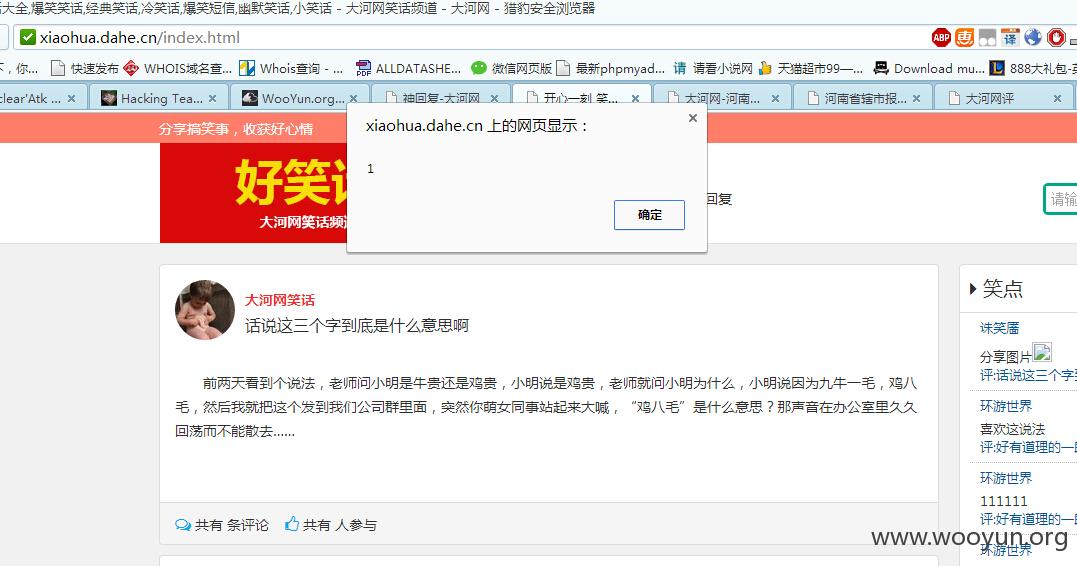 大全,爆笑笑话,经典笑话,冷笑话,爆笑短信,幽默笑话,小笑话 - 大河网笑话频道 - 大河网 - 猎豹安全浏览器
xiaohua.dahe.cn/index.html
ABP 惠 译
下，你... 快速发布 WHOIS域名查... Whois查询 - ... ALLDATASHE... 微信网页版 最新phpmyad... 请 请看小说网 天猫超市99—... Download mu... 888大礼包-英
clear'Atk ... Hacking Tea... WooYun.org... 神回复-大河网 开心一刻 笑... 大河网-河南... 河南省辖市报... 大河网评
分享搞笑事，收获好心情
好笑话
大河网笑话频道
xiaohua.dahe.cn 上的网页显示：
1
确定
回复
请输
大河网笑话
话说这三个字到底是什么意思啊
前两天看到个说法，老师问小明是牛贵还是鸡贵，小明说是鸡贵，老师就问小明为什么，小明说因为九牛一毛，鸡八
毛，然后我就把这个发到我们公司群里面，突然你萌女同事站起来大喊，“鸡八毛”是什么意思？那声音在办公室里久久
回荡而不能散去......
共有 条评论 共有 人参与
笑点
诛笑靥
分享图片
评:话说这三个字到
环游世界
喜欢这说法
评:好有道理的一
环游世界
111111
评:好有道理的一
环游世界
www.wooyun.org